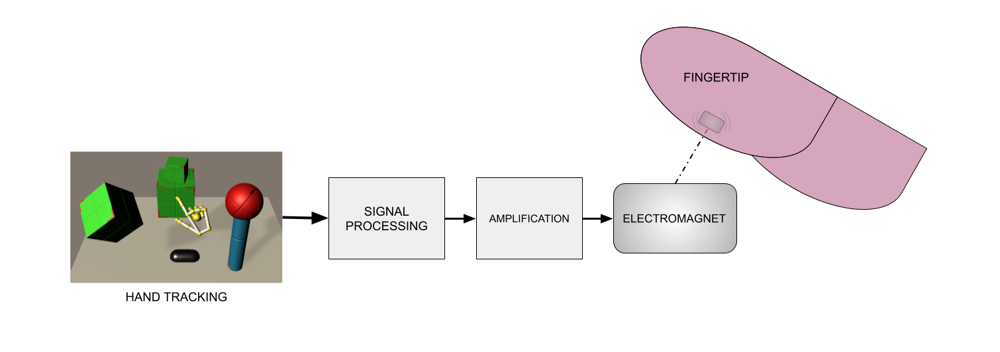 FINGERTIP
SIGNAL
PROCESSING
AMPLIFICATION
ELECTROMAGNET
HAND TRACKING